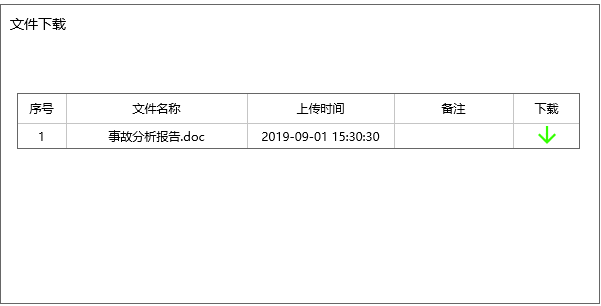 文件下载
序号 文件名称 上传时间 备注 下载
1 事故分析报告.doc 2019-09-01 15:30:30